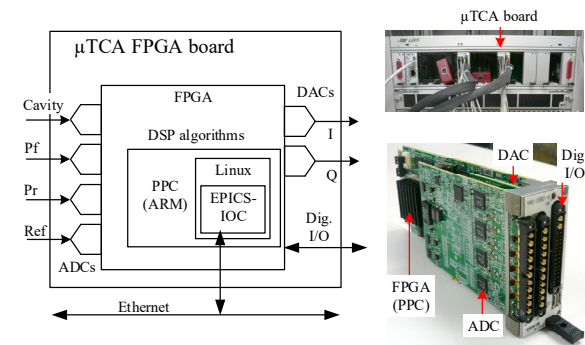 µTCA board
µTCA FPGA board
FPGA
DACs
Cavity
I
DSP algorithms
Pf
Q
Linux
PPC
(ARM)
EPICS-
IOC
Pr
Ref
Dig.
I/O
ADCs
Ethernet
DAC
Dig.
I/O
FPGA
(PPC)
ADC